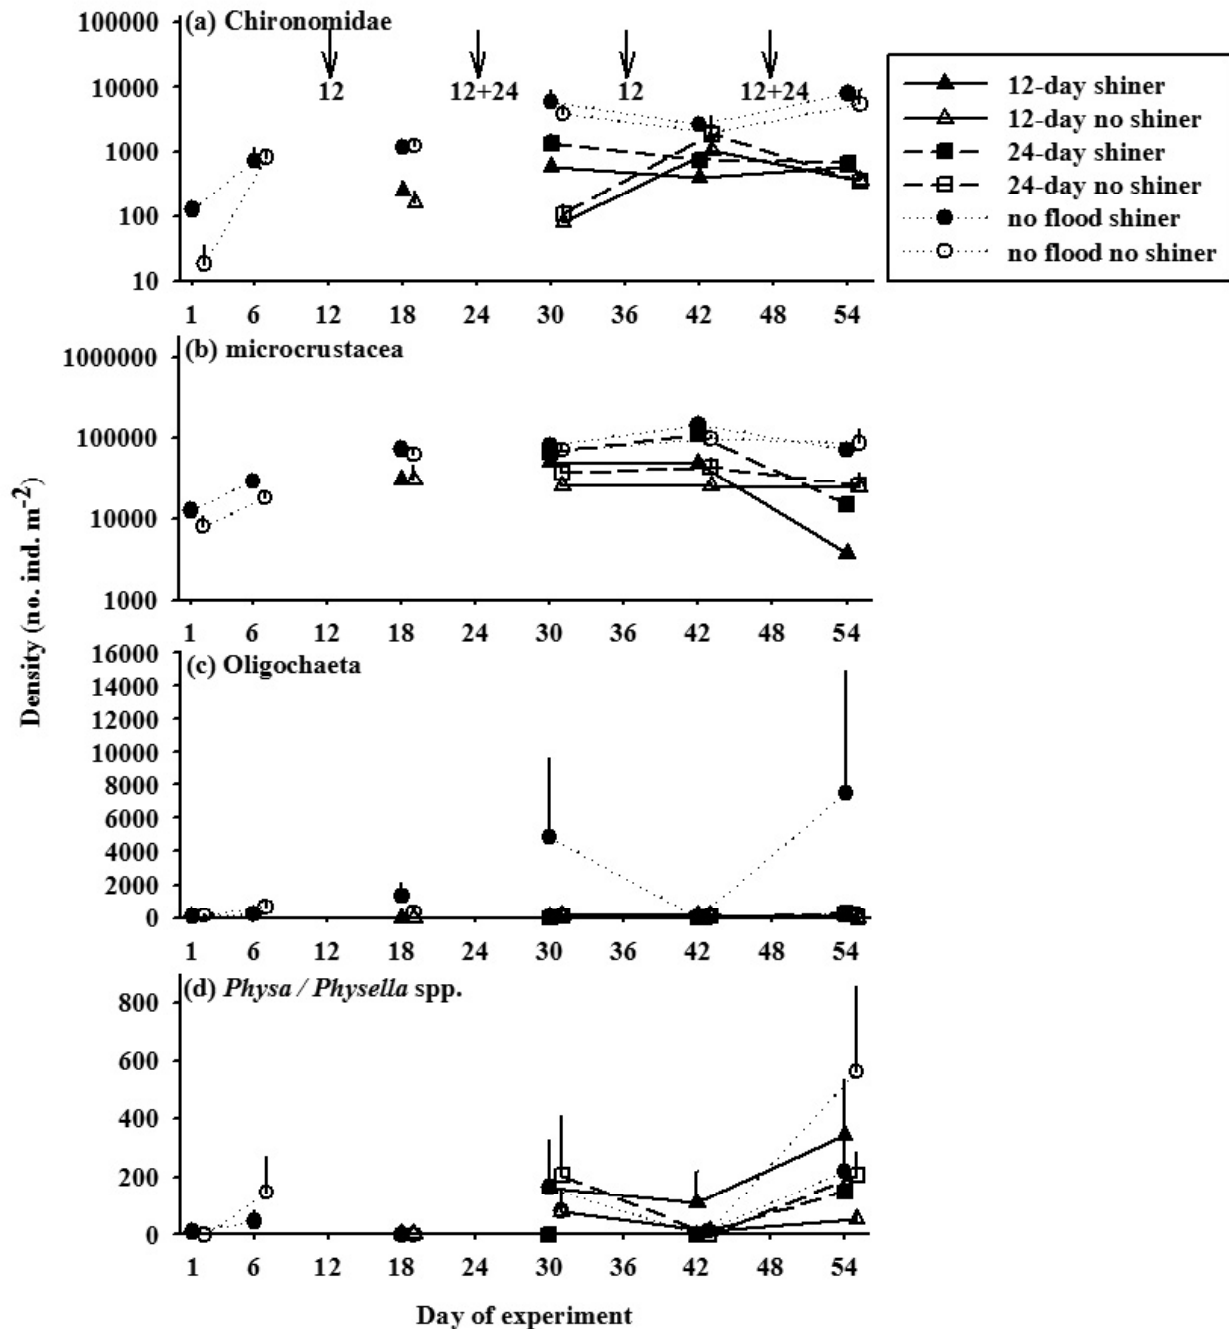 (a) Chironomidae
100000
10000
1000
100
10
12
12+24
12
12+24
1 6 12 18 24 30 36 42 48 54
12-day shiner
12-day no shiner
24-day shiner
24-day no shiner
no flood shiner
no flood no shiner
(b) microcrustacea
1000000
100000
10000
1000
1 6 12 18 24 30 36 42 48 54
Density (no. ind. m⁻²)
(c) Oligochaeta
16000
14000
12000
10000
8000
6000
4000
2000
0
1 6 12 18 24 30 36 42 48 54
(d) Physa / Physella spp.
800
600
400
200
0
1 6 12 18 24 30 36 42 48 54
Day of experiment